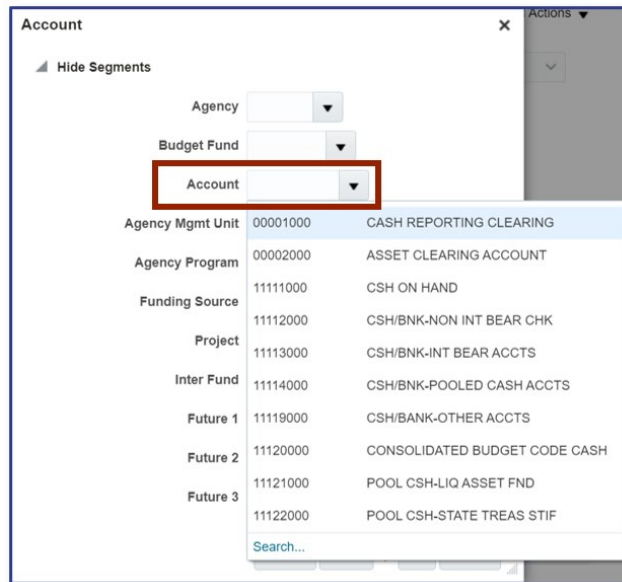 Account × Actions
Hide Segments
Agency
Budget Fund
Account
Agency Mgmt Unit 00001000 CASH REPORTING CLEARING
Agency Program 00002000 ASSET CLEARING ACCOUNT
Funding Source 11111000 CSH ON HAND
11112000 CSH/BNK-NON INT BEAR CHK
Project 11113000 CSH/BNK-INT BEAR ACCTS
Inter Fund 11114000 CSH/BNK-POOLED CASH ACCTS
Future 1 11119000 CSH/BANK-OTHER ACCTS
Future 2 11120000 CONSOLIDATED BUDGET CODE CASH
Future 3 11121000 POOL CSH-LIQ ASSET FND
11122000 POOL CSH-STATE TREAS STIF
Search...